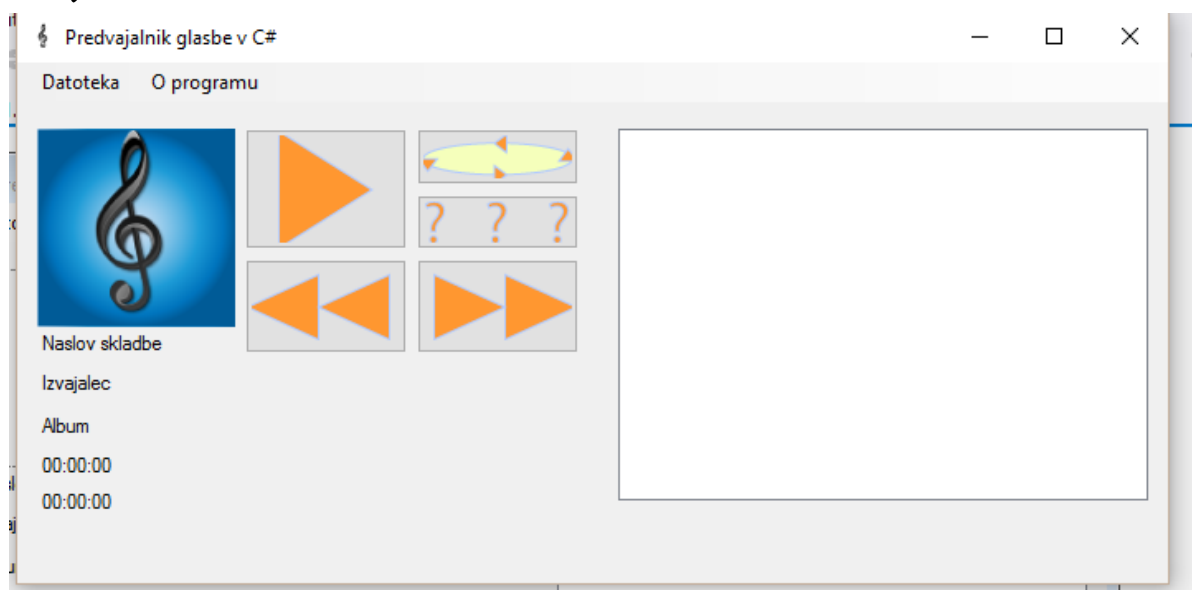 Predvajalnik glasbe v C#
Datoteka O programu
? ? ?
Naslov skladbe
Izvajalec
Album
00:00:00
00:00:00